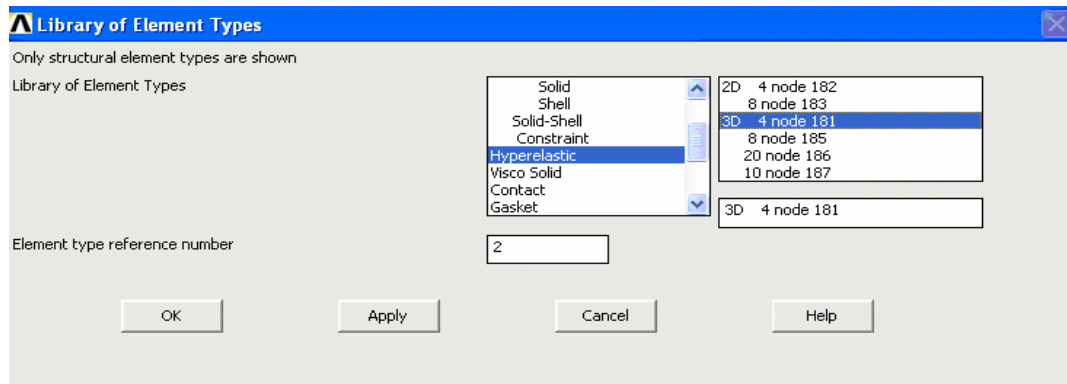 Library of Element Types
Only structural element types are shown
Library of Element Types
Solid
Shell
Solid-Shell
Constraint
Hyperelastic
Visco Solid
Contact
Gasket
2D 4 node 182
8 node 183
3D 4 node 181
8 node 185
20 node 186
10 node 187
3D 4 node 181
Element type reference number
2
OK
Apply
Cancel
Help